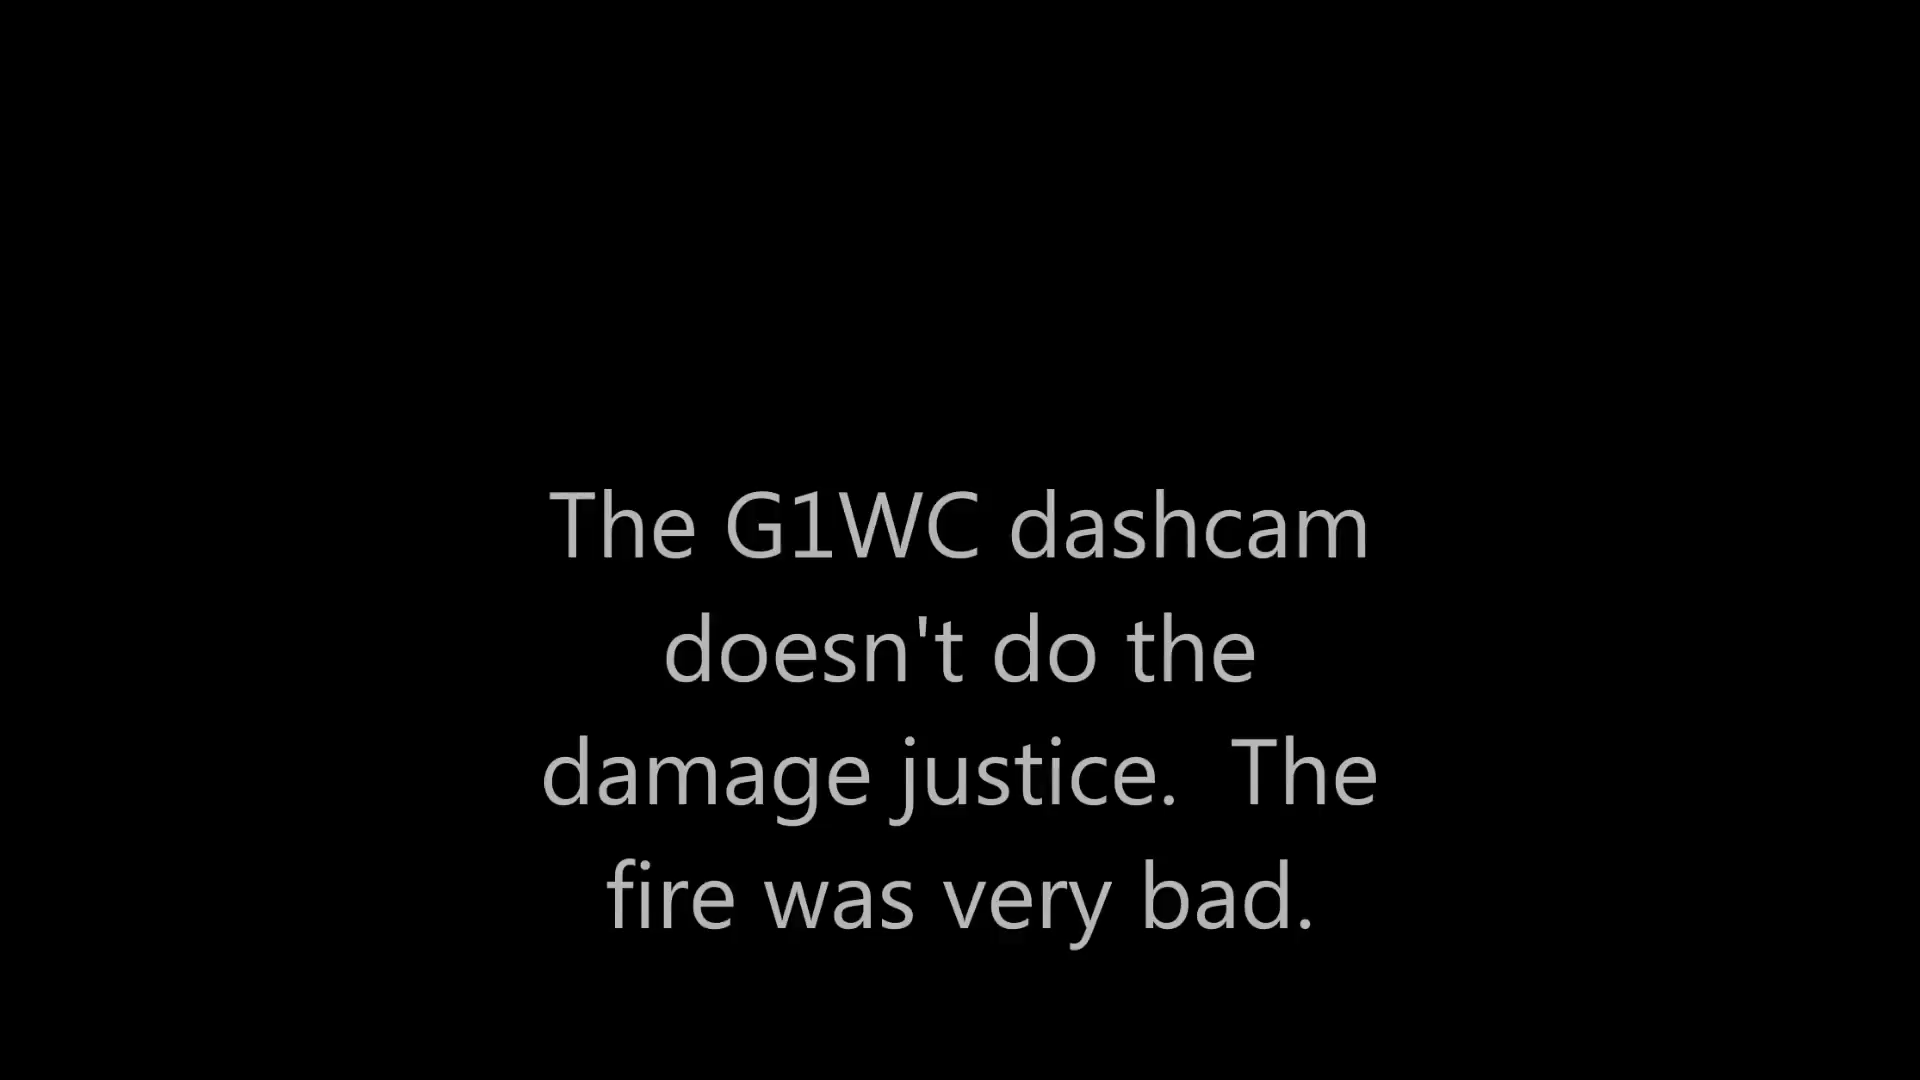 The G1WC dashcam
doesn't do the
damage justice.  The
fire was very bad.